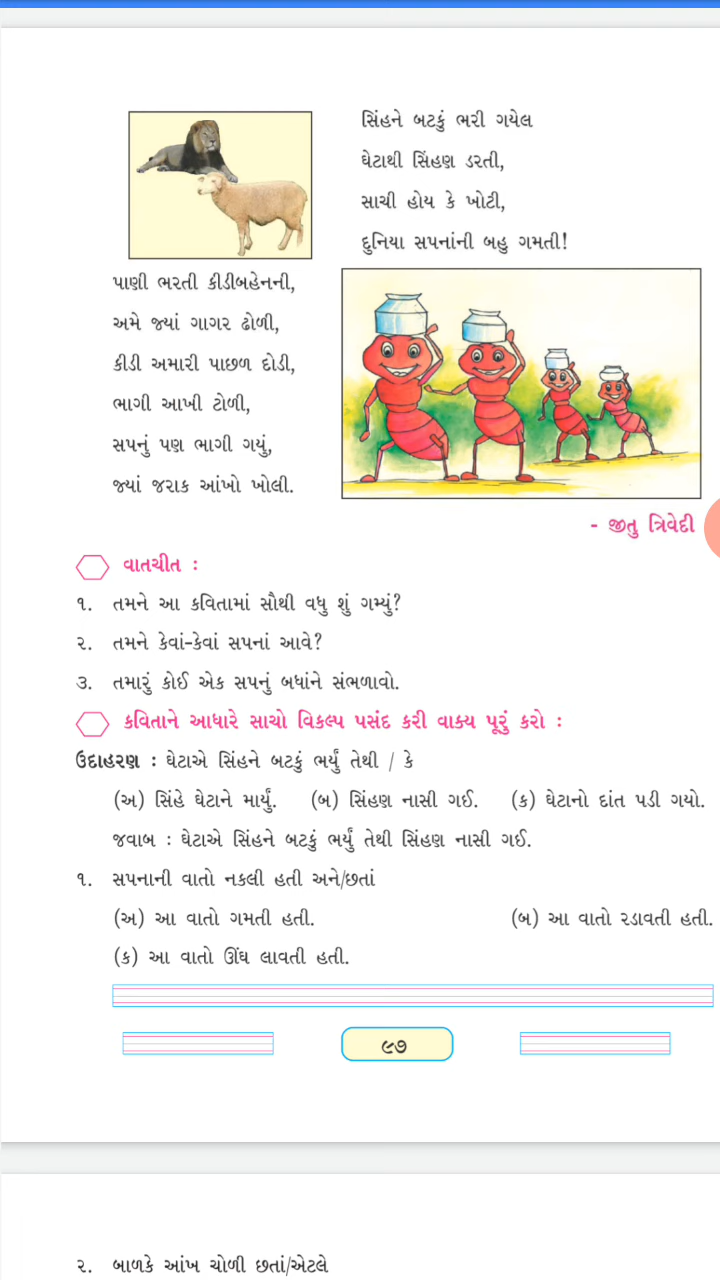 સિંહને બટકું ભરી ગયેલ
ઘેટાથી સિંહણ ડરતી,
સાચી હોય કે ખોટી,
દુનિયા સપનાંની બહુ ગમતી!
પાણી ભરતી કીડીબહેનની,
અમે જ્યાં ગાગર ઢોળી,
કીડી અમારી પાછળ દોડી,
ભાગી આખી ટોળી,
સપનું પણ ભાગી ગયું,
જ્યાં જરાક આંખો ખોલી.
- જીતુ ત્રિવેદી
વાતચીત :
૧. તમને આ કવિતામાં સૌથી વધુ શું ગમ્યું?
૨. તમને કેવાં-કેવાં સપનાં આવે?
૩. તમારું કોઈ એક સપનું બધાંને સંભળાવો.
કવિતાને આધારે સાચો વિકલ્પ પસંદ કરી વાક્ય પૂરું કરો :
ઉદાહરણ : ઘેટાએ સિંહને બટકું ભર્યું તેથી / કે
(અ) સિંહે ઘેટાને માર્યું. (બ) સિંહણ નાસી ગઈ. (ક) ઘેટાનો દાંત પડી ગયો.
જવાબ : ઘેટાએ સિંહને બટકું ભર્યું તેથી સિંહણ નાસી ગઈ.
૧. સપનાની વાતો નકલી હતી અને/છતાં
(અ) આ વાતો ગમતી હતી. (બ) આ વાતો રડાવતી હતી.
(ક) આ વાતો ઊંઘ લાવતી હતી.
૯૭
૨. બાળકે આંખ ચોળી છતાં/એટલે